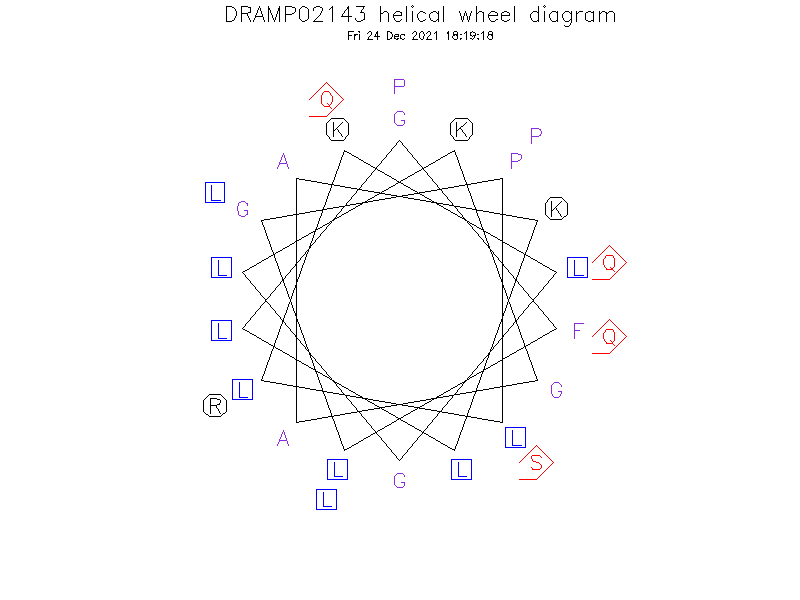 DRAMP02143 helical wheel diagram
Fri 24 Dec 2021 18:19:18
P
Q
G
K K
P
A P
L
G K
L L Q
L F Q
L G
R
A L
S
L G L
L